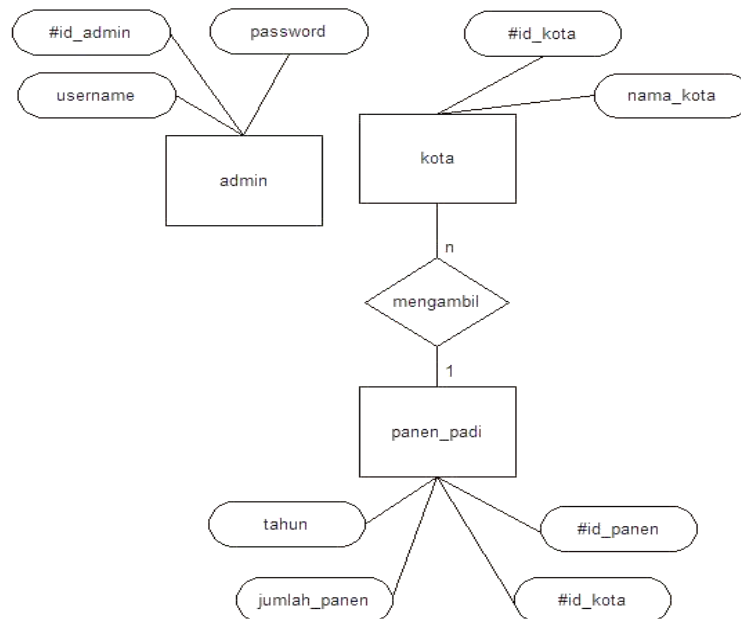 #id_admin
password
username
admin
#id_kota
nama_kota
kota
n
mengambil
1
panen_padi
tahun
#id_panen
jumlah_panen
#id_kota